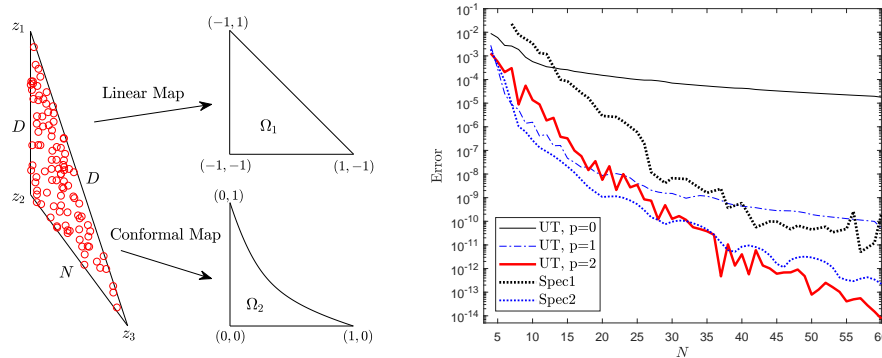 z₁
D
D
z₂
N
z₃
Linear Map
Conformal Map
(−1, 1)
Ω₁
(−1, −1)
(1, −1)
(0, 1)
Ω₂
(0, 0)
(1, 0)
Error
10⁻¹
10⁻²
10⁻³
10⁻⁴
10⁻⁵
10⁻⁶
10⁻⁷
10⁻⁸
10⁻⁹
10⁻¹⁰
10⁻¹¹
10⁻¹²
10⁻¹³
10⁻¹⁴
UT, p=0
UT, p=1
UT, p=2
Spec1
Spec2
5 10 15 20 25 30 35 40 45 50 55 60
N